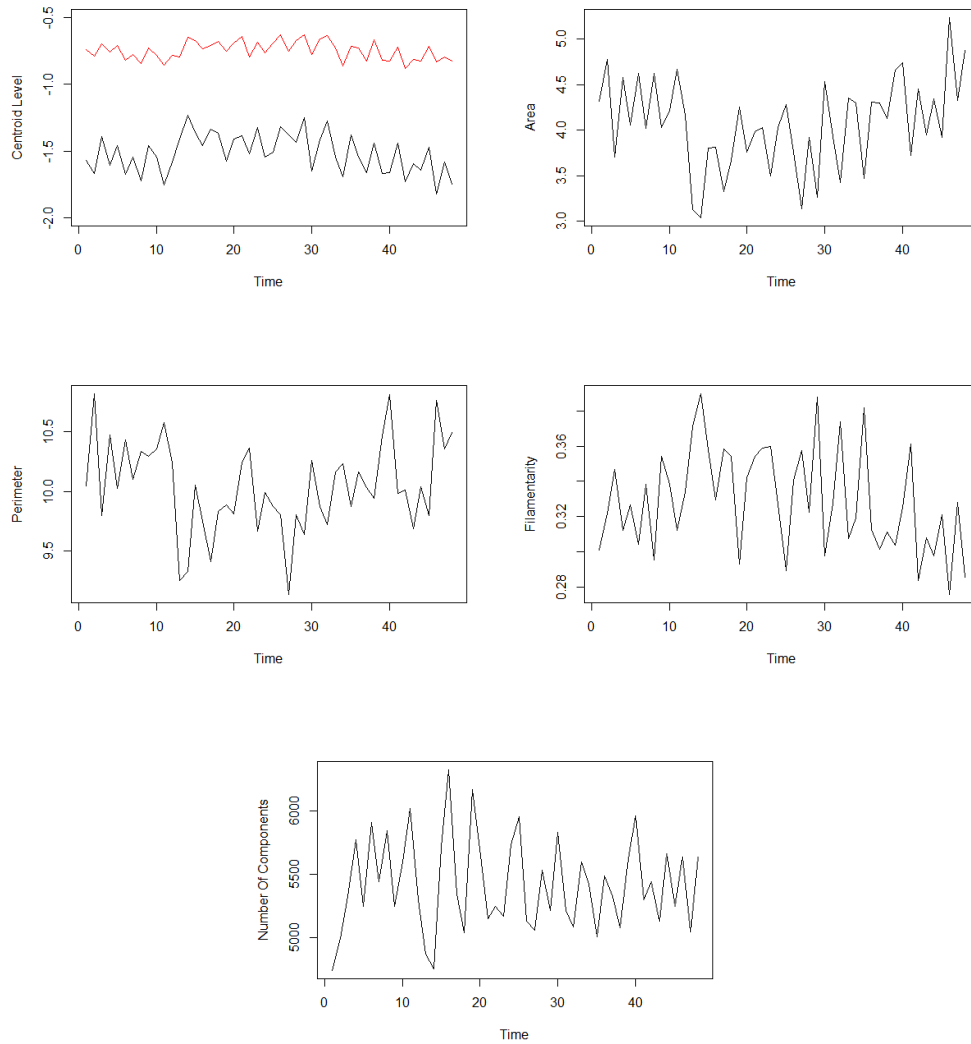 Centroid Level
-0.5
-1.0
-1.5
-2.0
0 10 20 30 40
Time
Area
5.0
4.5
4.0
3.5
3.0
0 10 20 30 40
Time
Perimeter
10.5
10.0
9.5
0 10 20 30 40
Time
Filamentarity
0.36
0.32
0.28
0 10 20 30 40
Time
Number Of Components
6000
5500
5000
0 10 20 30 40
Time